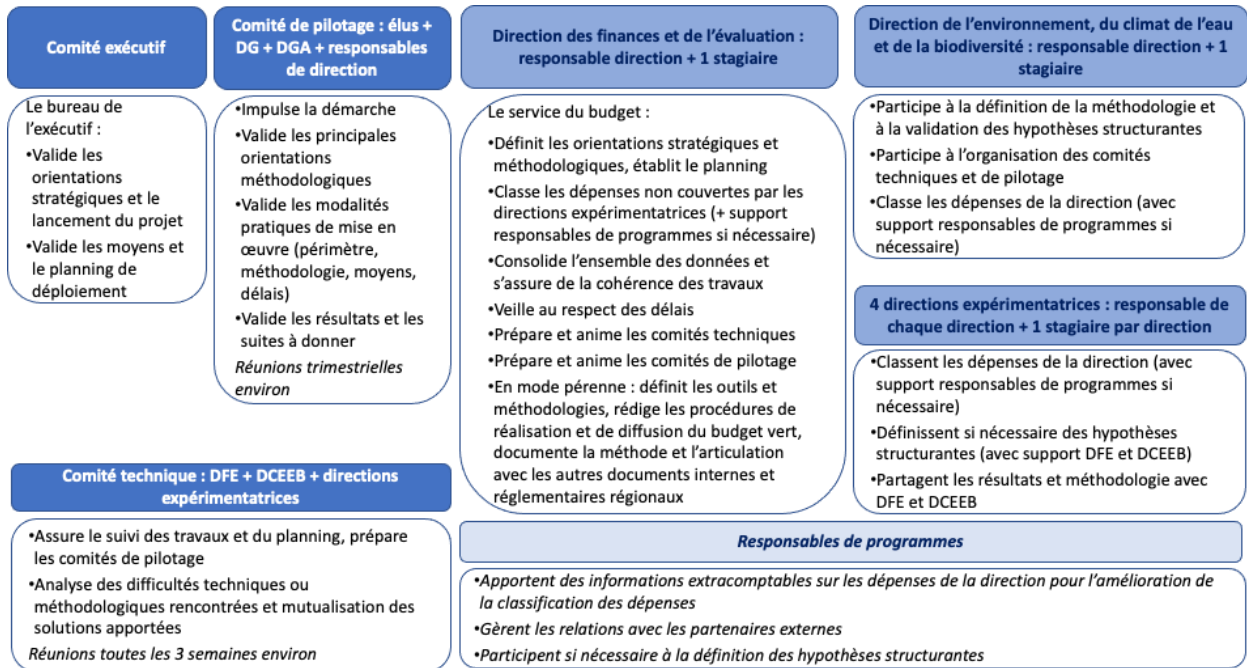 Comité exécutif
Le bureau de
l’exécutif :
•Valide les
orientations
stratégiques et le
lancement du projet
•Valide les moyens et
le planning de
déploiement
Comité de pilotage : élus +
DG + DGA + responsables
de direction
•Impulse la démarche
•Valide les principales
orientations
méthodologiques
•Valide les modalités
pratiques de mise en
œuvre (périmètre,
méthodologie, moyens,
délais)
•Valide les résultats et les
suites à donner
Réunions trimestrielles
environ
Comité technique : DFE + DCEEB + directions
expérimentatrices
•Assure le suivi des travaux et du planning, prépare
les comités de pilotage
•Analyse des difficultés techniques ou
méthodologiques rencontrées et mutualisation des
solutions apportées
Réunions toutes les 3 semaines environ
Direction des finances et de l’évaluation :
responsable direction + 1 stagiaire
Le service du budget :
•Définit les orientations stratégiques et
méthodologiques, établit le planning
•Classe les dépenses non couvertes par les
directions expérimentatrices (+ support
responsables de programmes si nécessaire)
•Consolide l’ensemble des données et
s’assure de la cohérence des travaux
•Veille au respect des délais
•Prépare et anime les comités techniques
•Prépare et anime les comités de pilotage
•En mode pérenne : définit les outils et
méthodologies, rédige les procédures de
réalisation et de diffusion du budget vert,
documente la méthode et l’articulation
avec les autres documents internes et
réglementaires régionaux
Direction de l’environnement, du climat de l’eau
et de la biodiversité : responsable direction + 1
stagiaire
•Participe à la définition de la méthodologie et
à la validation des hypothèses structurantes
•Participe à l’organisation des comités
techniques et de pilotage
•Classe les dépenses de la direction (avec
support responsables de programmes si
nécessaire)
4 directions expérimentatrices : responsable de
chaque direction + 1 stagiaire par direction
•Classent les dépenses de la direction (avec
support responsables de programmes si
nécessaire)
•Définissent si nécessaire des hypothèses
structurantes (avec support DFE et DCEEB)
•Partagent les résultats et méthodologie avec
DFE et DCEEB
Responsables de programmes
•Apportent des informations extracomptables sur les dépenses de la direction pour l’amélioration de
la classification des dépenses
•Gèrent les relations avec les partenaires externes
•Participent si nécessaire à la définition des hypothèses structurantes